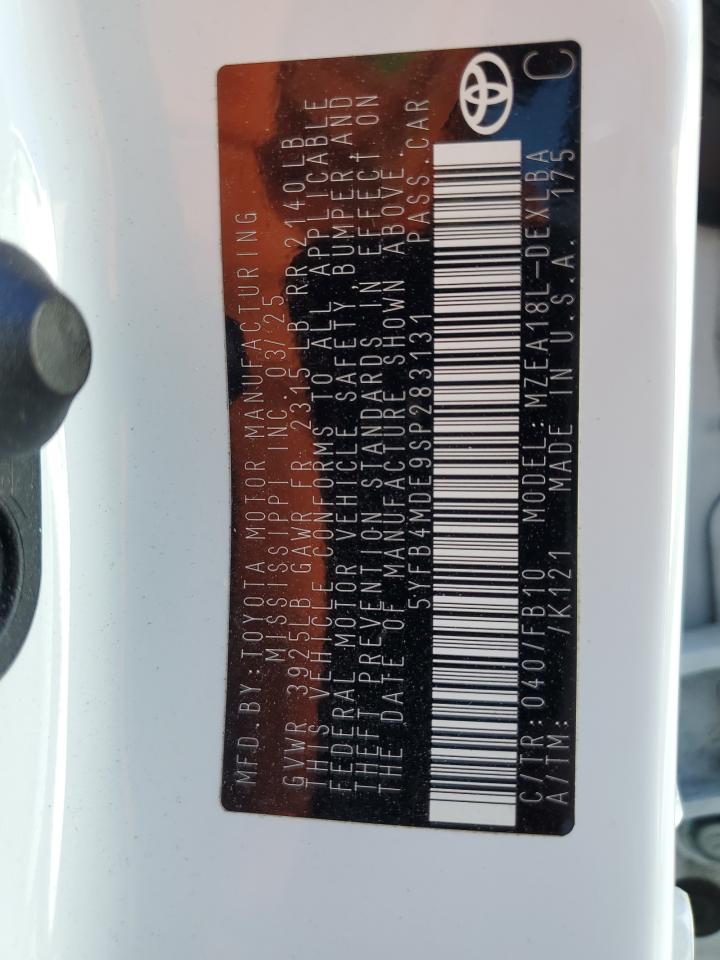 MFD.BY:TOYOTA MOTOR MANUFACTURING
MISSISSIPPI INC.03/25
GVWR 3925LB GAWR FR 2315LB RR 2140LB
THIS VEHICLE CONFORMS TO ALL APPLICABLE
FEDERAL MOTOR VEHICLE SAFETY, BUMPER, AND
THEFT PREVENTION STANDARDS IN EFFECT ON
THE DATE OF MANUFACTURE SHOWN ABOVE.
5YFB4MDE9SP283131 PASS.CAR
C/TR:040/FB10 MODEL:MZEA18L-DEXLBA
A/TM: /K121 MADE IN U.S.A. 175 C